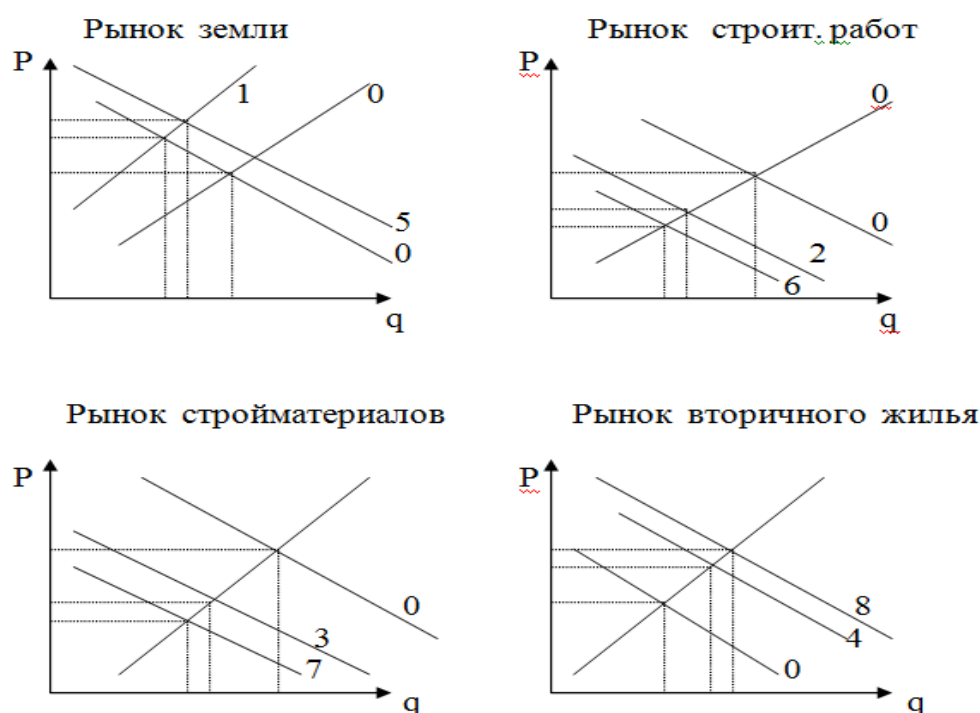 Рынок земли
P
1
0
5
0
q
Рынок строит. работ
P
0
0
2
6
q
Рынок стройматериалов
P
0
3
7
q
Рынок вторичного жилья
P
8
4
0
q